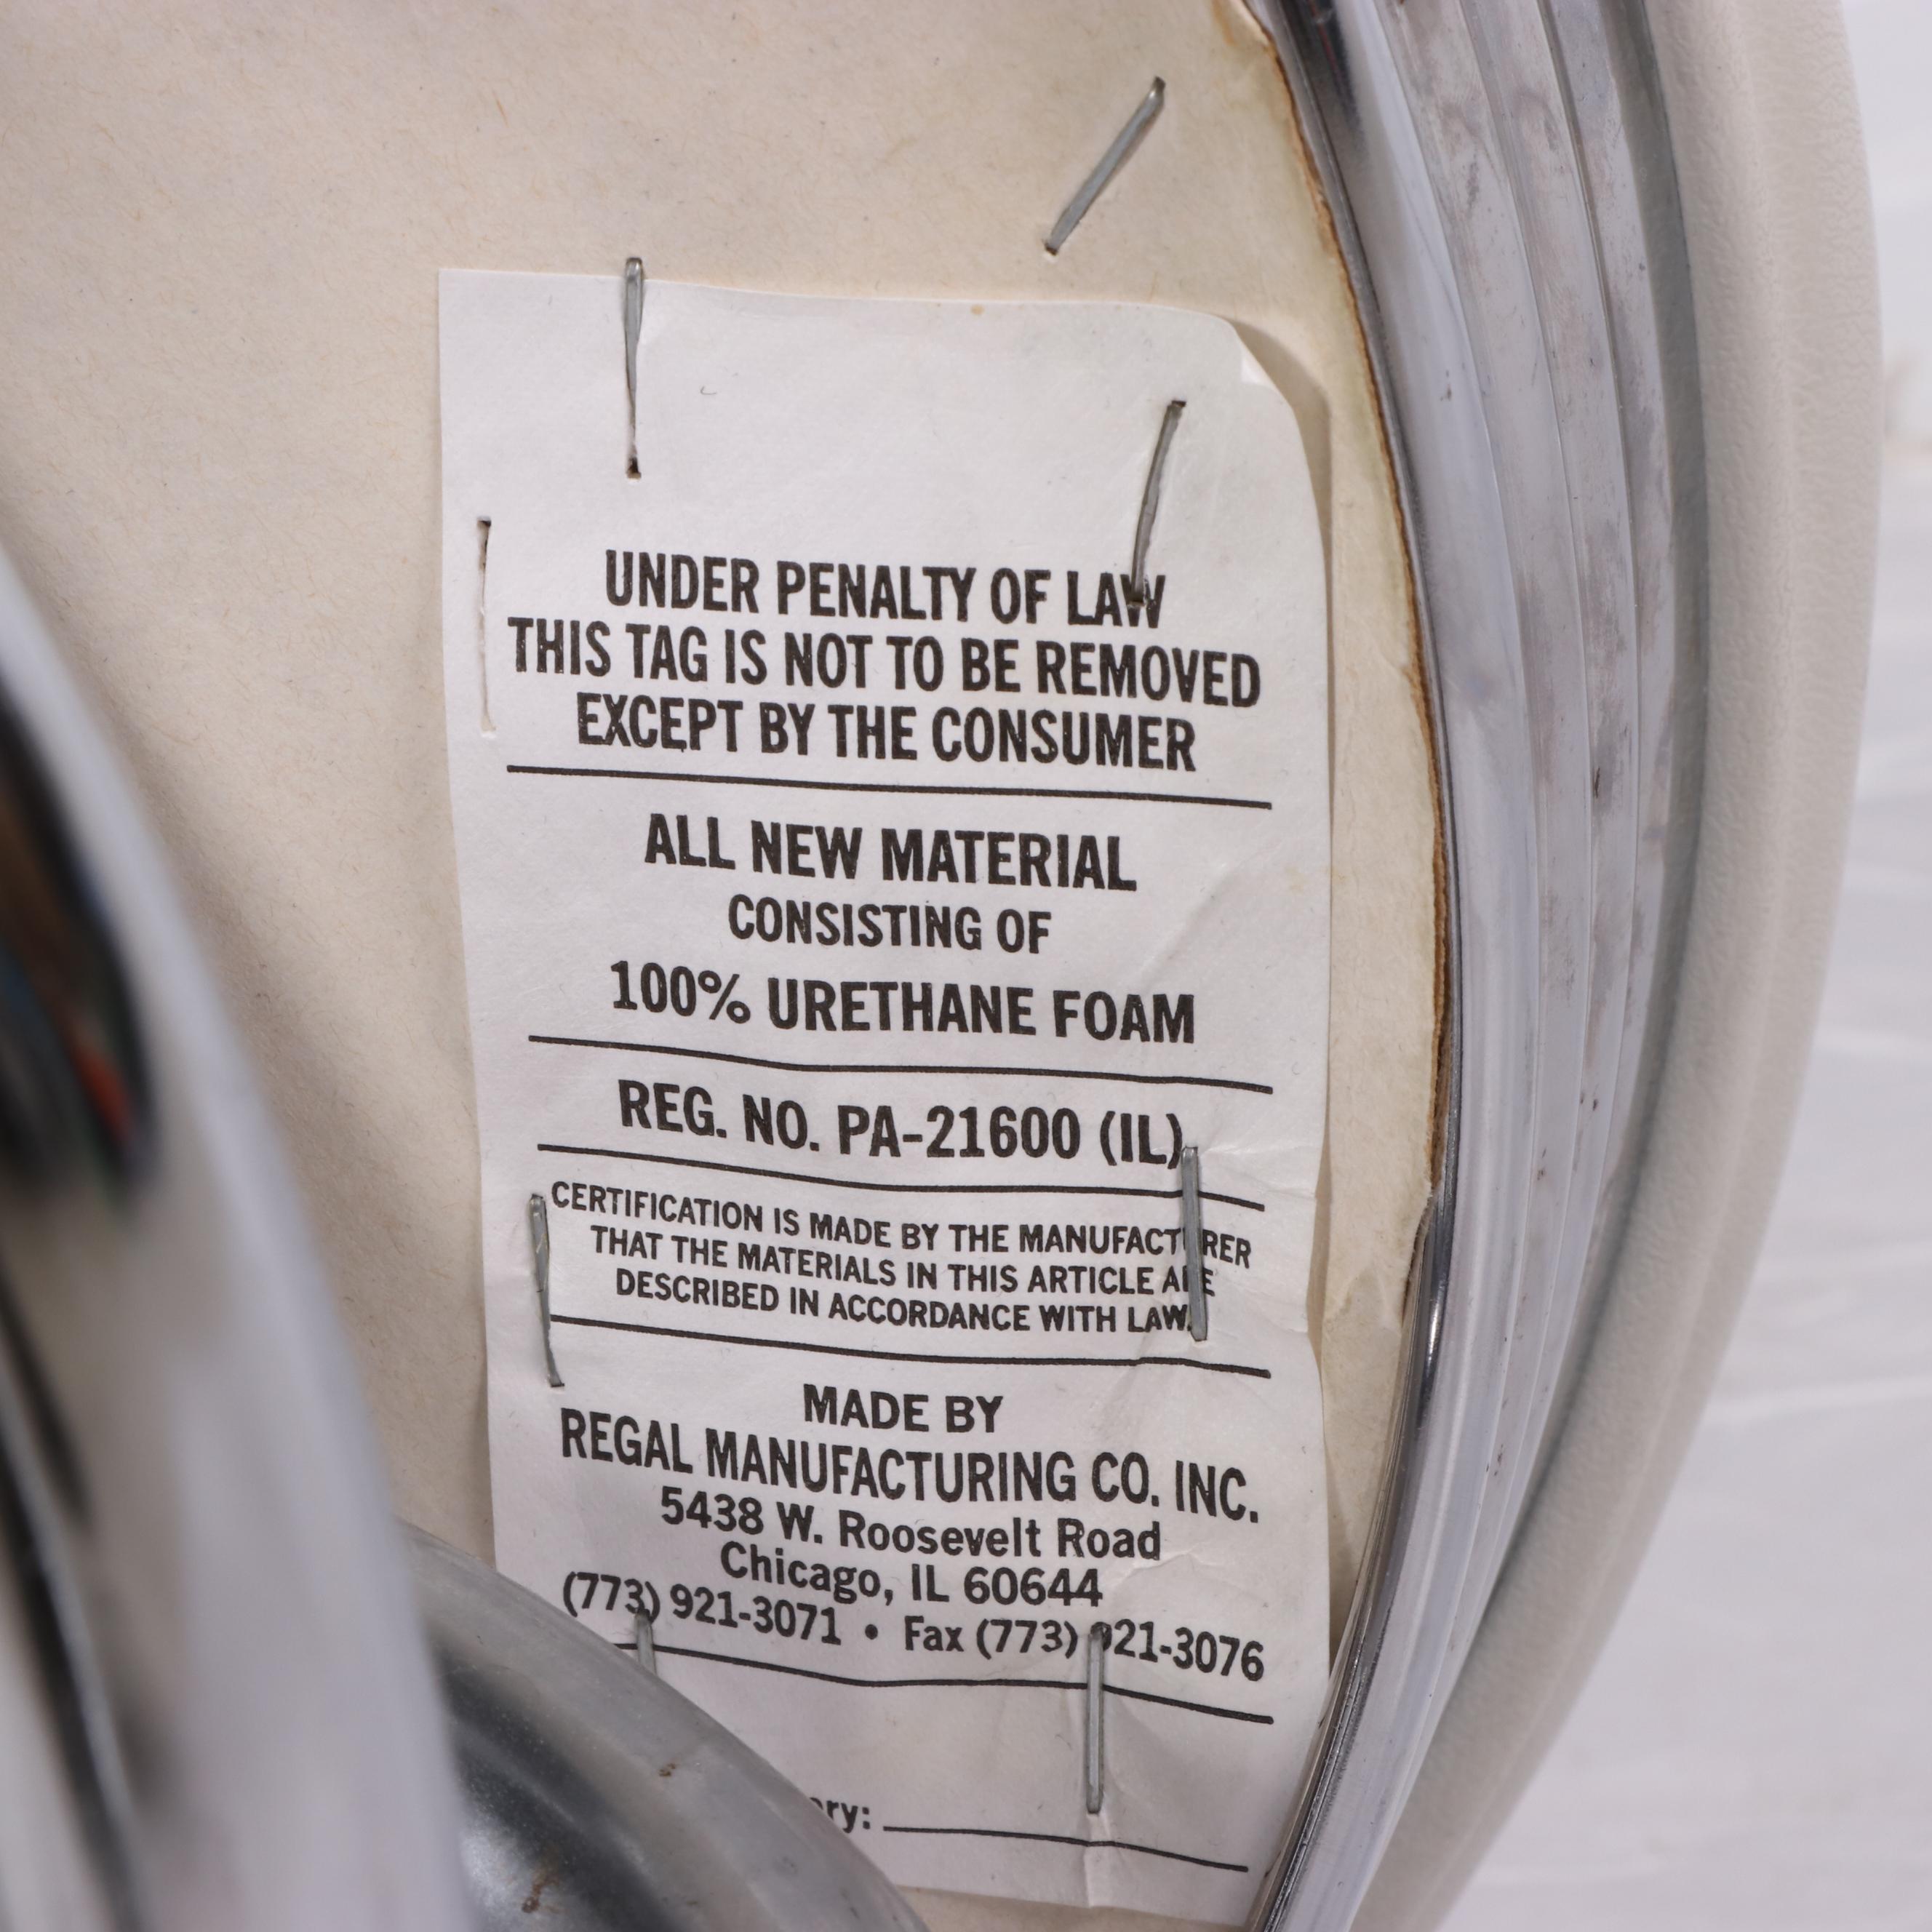 UNDER PENALTY OF LAW
THIS TAG IS NOT TO BE REMOVED
EXCEPT BY THE CONSUMER
ALL NEW MATERIAL
CONSISTING OF
100% URETHANE FOAM
REG. NO. PA-21600 (IL)
CERTIFICATION IS MADE BY THE MANUFACTURER
THAT THE MATERIALS IN THIS ARTICLE ARE
DESCRIBED IN ACCORDANCE WITH LAW.
MADE BY
REGAL MANUFACTURING CO. INC.
5438 W. Roosevelt Road
Chicago, IL 60644
(773) 921-3071 • Fax (773) 921-3076